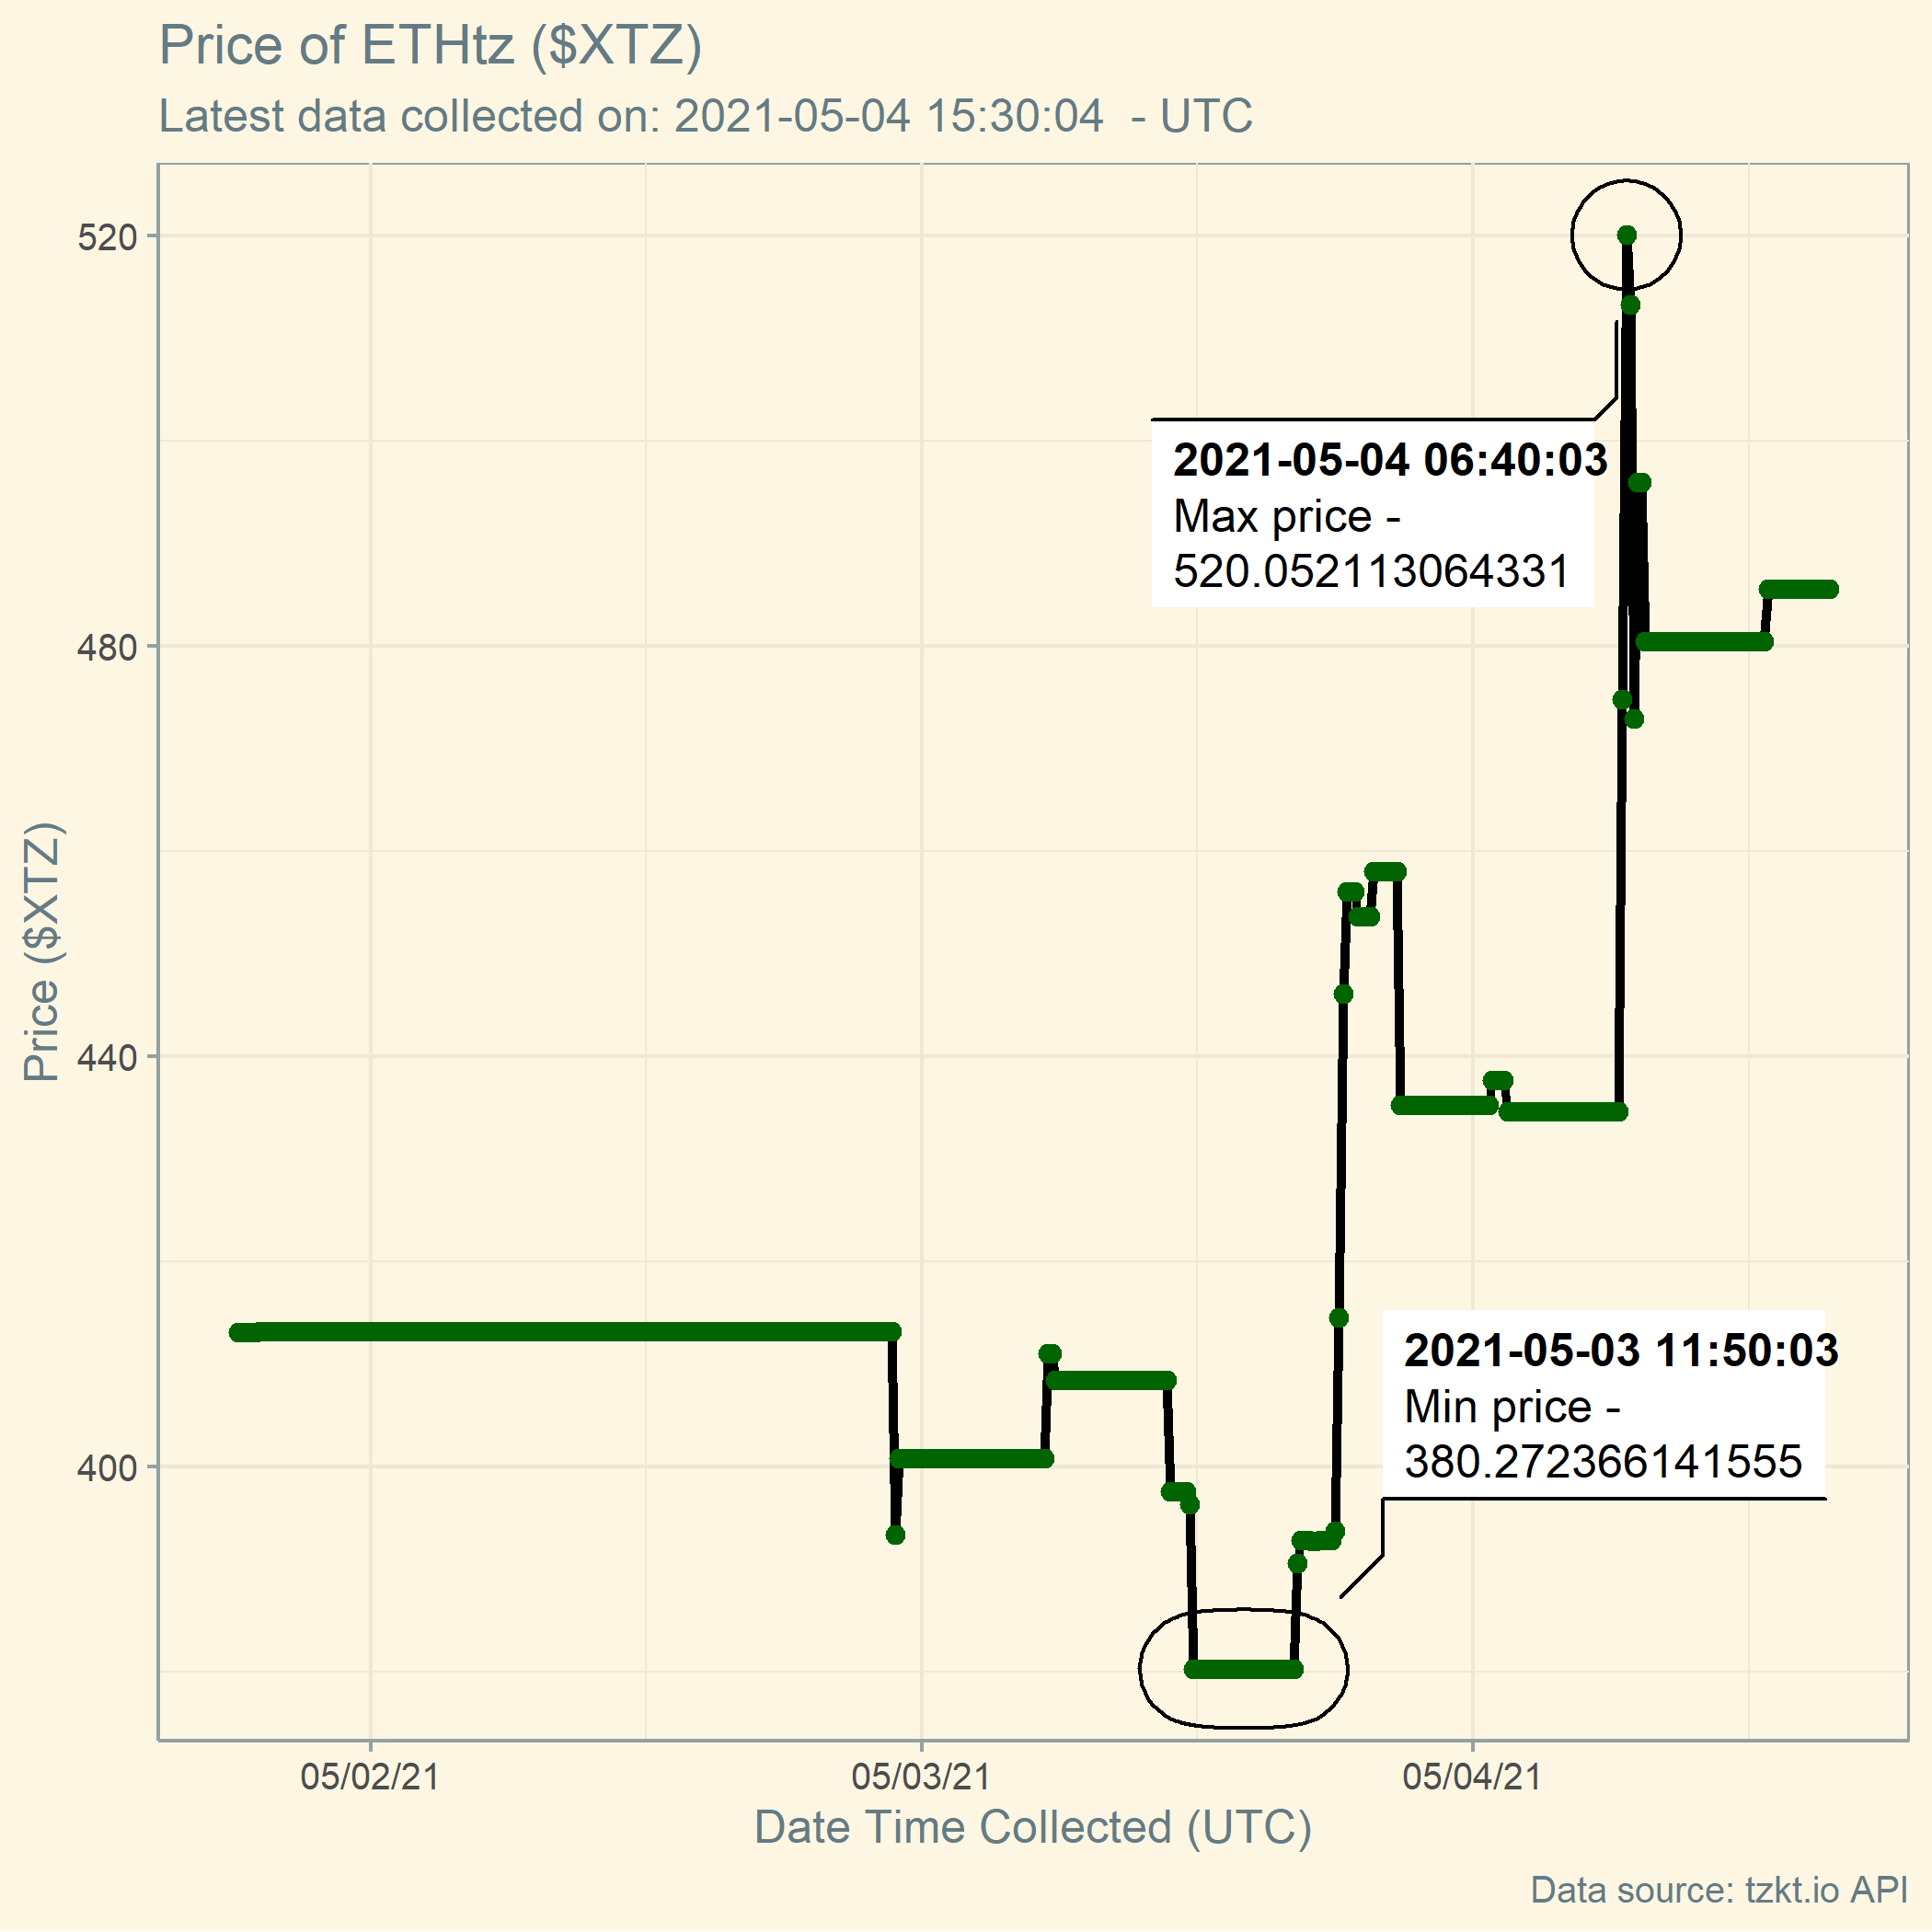 Price of ETHtz ($XTZ)
Latest data collected on: 2021-05-04 15:30:04  - UTC
520
480
440
400
Price ($XTZ)
2021-05-04 06:40:03
Max price -
520.052113064331
2021-05-03 11:50:03
Min price -
380.272366141555
05/02/21
05/03/21
05/04/21
Date Time Collected (UTC)
Data source: tzkt.io API